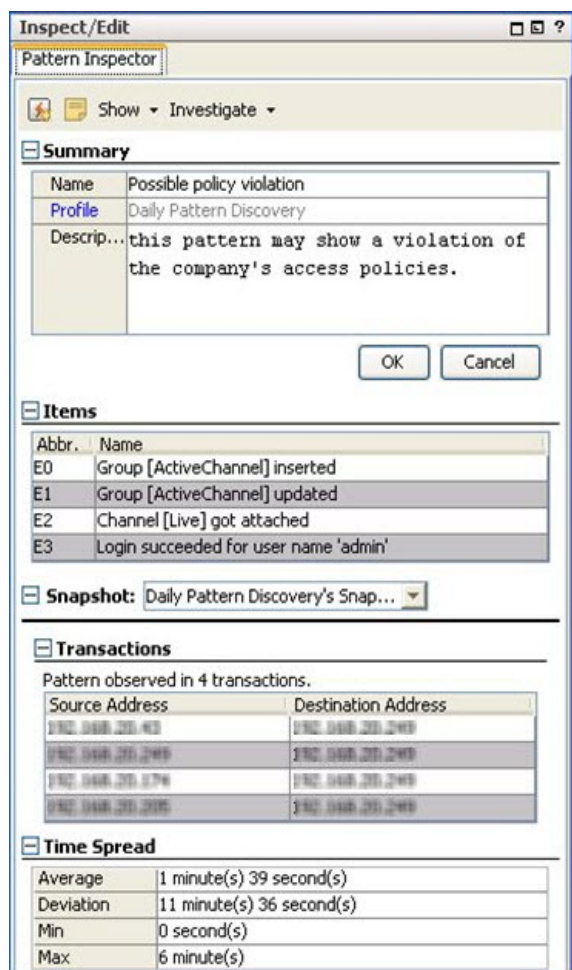 Inspect/Edit ?
Pattern Inspector
Show Investigate
Summary
Name Possible policy violation
Profile Daily Pattern Discovery
Descrip... this pattern may show a violation of
the company's access policies.
OK Cancel
Items
Abbr. Name
E0 Group [ActiveChannel] inserted
E1 Group [ActiveChannel] updated
E2 Channel [Live] got attached
E3 Login succeeded for user name 'admin'
Snapshot: Daily Pattern Discovery's Snap...
Transactions
Pattern observed in 4 transactions.
Source Address Destination Address
Time Spread
Average 1 minute(s) 39 second(s)
Deviation 11 minute(s) 36 second(s)
Min 0 second(s)
Max 6 minute(s)